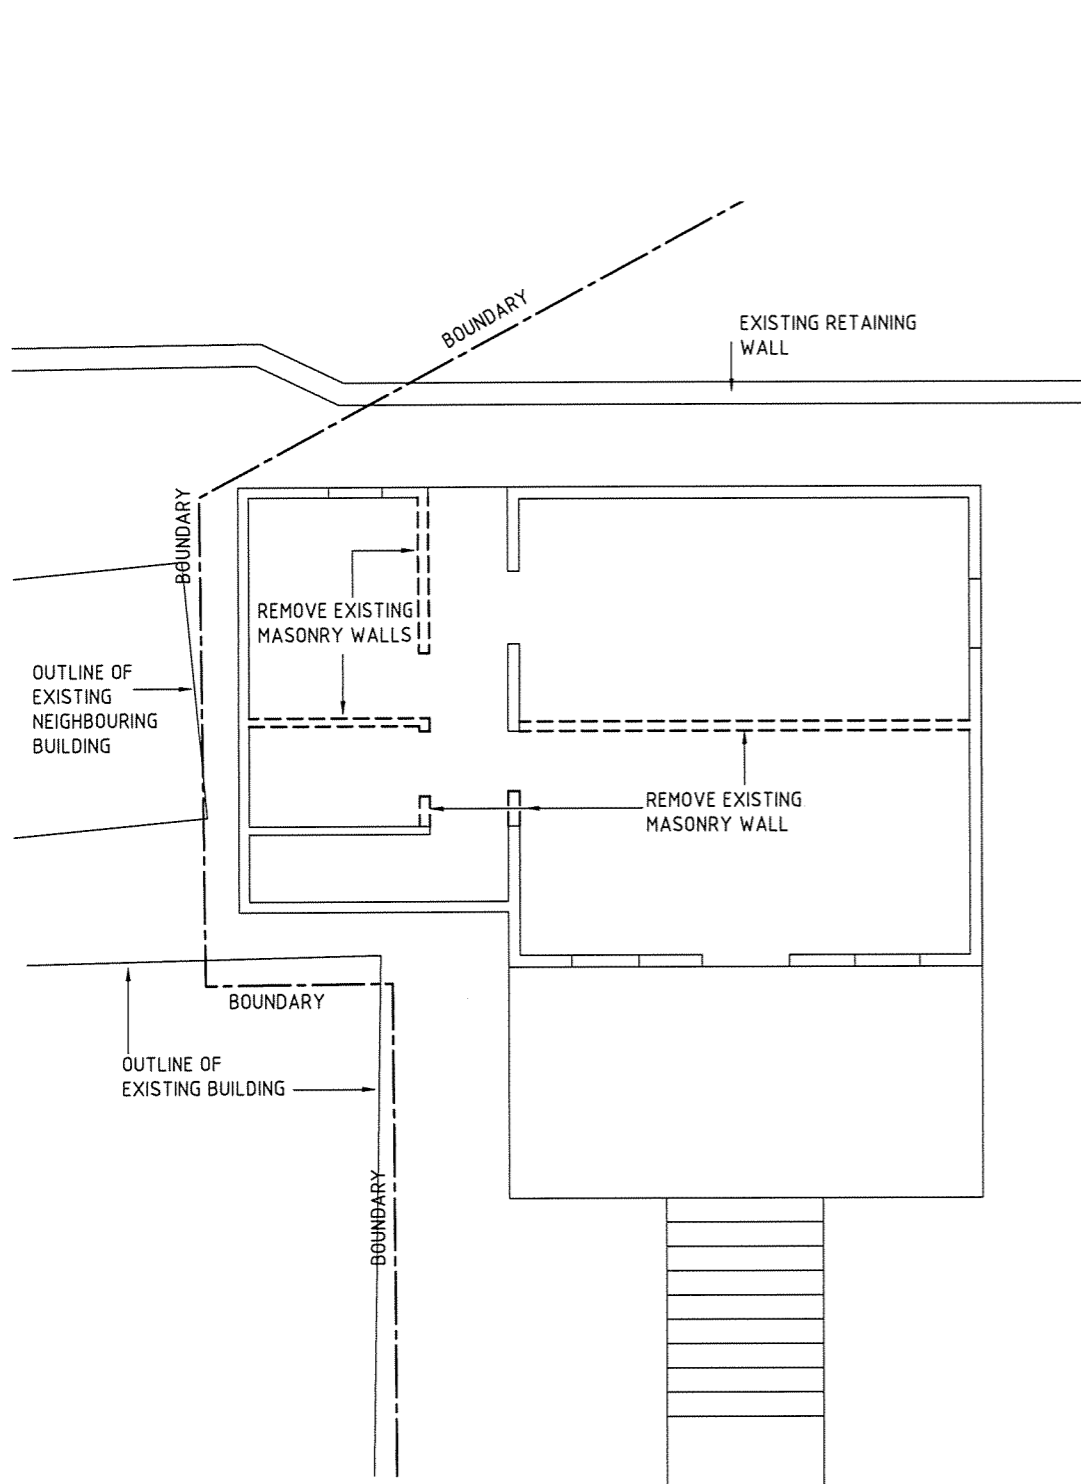 BOUNDARY
EXISTING RETAINING
WALL
BOUNDARY
REMOVE EXISTING
MASONRY WALLS
OUTLINE OF
EXISTING
NEIGHBOURING
BUILDING
REMOVE EXISTING
MASONRY WALL
BOUNDARY
OUTLINE OF
EXISTING BUILDING
BOUNDARY